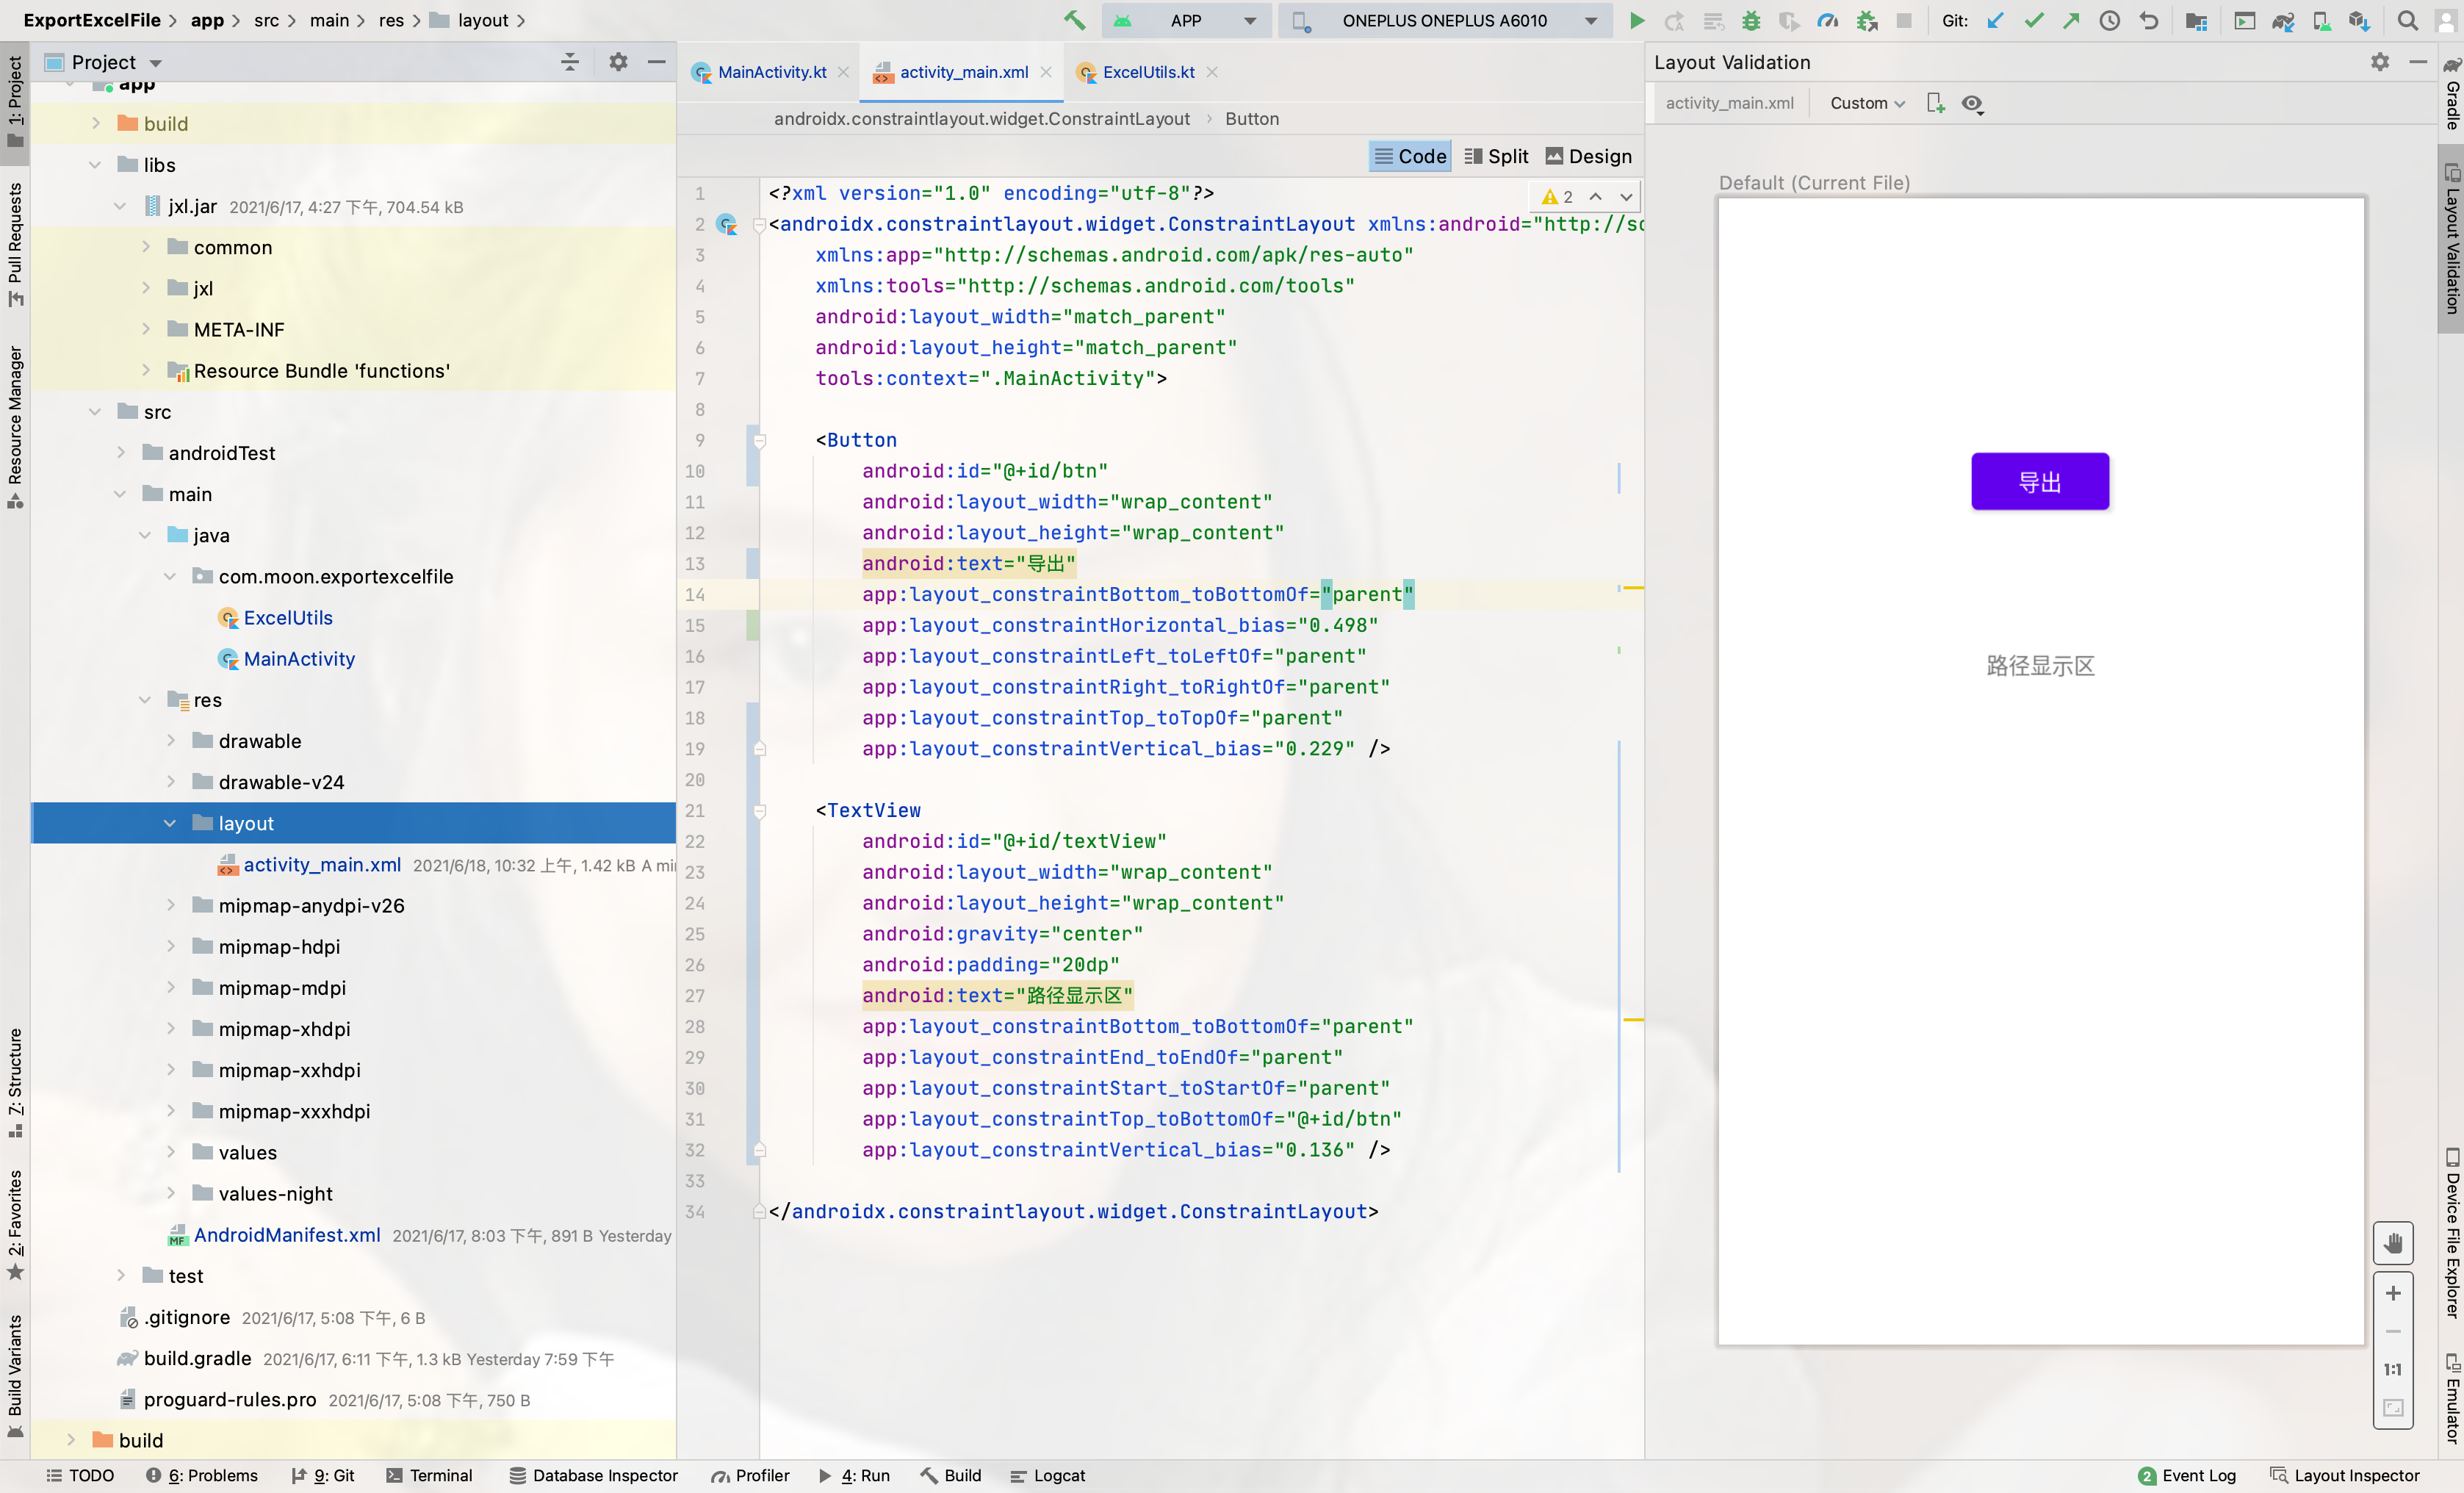 ExportExcelFile app src main res layout
APP
ONEPLUS ONEPLUS A6010
Git:
1: Project
Pull Requests
Resource Manager
7: Structure
2: Favorites
Build Variants
Project
app
build
libs
jxl.jar 2021/6/17, 4:27 下午, 704.54 kB
common
jxl
META-INF
Resource Bundle 'functions'
src
androidTest
main
java
com.moon.exportexcelfile
ExcelUtils
MainActivity
res
drawable
drawable-v24
layout
activity_main.xml 2021/6/18, 10:32 上午, 1.42 kB A mi
mipmap-anydpi-v26
mipmap-hdpi
mipmap-mdpi
mipmap-xhdpi
mipmap-xxhdpi
mipmap-xxxhdpi
values
values-night
AndroidManifest.xml 2021/6/17, 8:03 下午, 891 B Yesterday
test
.gitignore 2021/6/17, 5:08 下午, 6 B
build.gradle 2021/6/17, 6:11 下午, 1.3 kB Yesterday 7:59 下午
proguard-rules.pro 2021/6/17, 5:08 下午, 750 B
build
MainActivity.kt activity_main.xml ExcelUtils.kt
androidx.constraintlayout.widget.ConstraintLayout Button
Code Split Design
2
1 <?xml version="1.0" encoding="utf-8"?>
2 <androidx.constraintlayout.widget.ConstraintLayout xmlns:android="http://sc
3 xmlns:app="http://schemas.android.com/apk/res-auto"
4 xmlns:tools="http://schemas.android.com/tools"
5 android:layout_width="match_parent"
6 android:layout_height="match_parent"
7 tools:context=".MainActivity">
8
9 <Button
10 android:id="@+id/btn"
11 android:layout_width="wrap_content"
12 android:layout_height="wrap_content"
13 android:text="导出"
14 app:layout_constraintBottom_toBottomOf="parent"
15 app:layout_constraintHorizontal_bias="0.498"
16 app:layout_constraintLeft_toLeftOf="parent"
17 app:layout_constraintRight_toRightOf="parent"
18 app:layout_constraintTop_toTopOf="parent"
19 app:layout_constraintVertical_bias="0.229" />
20
21 <TextView
22 android:id="@+id/textView"
23 android:layout_width="wrap_content"
24 android:layout_height="wrap_content"
25 android:gravity="center"
26 android:padding="20dp"
27 android:text="路径显示区"
28 app:layout_constraintBottom_toBottomOf="parent"
29 app:layout_constraintEnd_toEndOf="parent"
30 app:layout_constraintStart_toStartOf="parent"
31 app:layout_constraintTop_toBottomOf="@+id/btn"
32 app:layout_constraintVertical_bias="0.136" />
33
34 </androidx.constraintlayout.widget.ConstraintLayout>
Layout Validation
activity_main.xml Custom
Default (Current File)
导出
路径显示区
1:1
Gradle
Layout Validation
Device File Explorer
Emulator
TODO 6: Problems 9: Git Terminal Database Inspector Profiler 4: Run Build Logcat 2 Event Log Layout Inspector